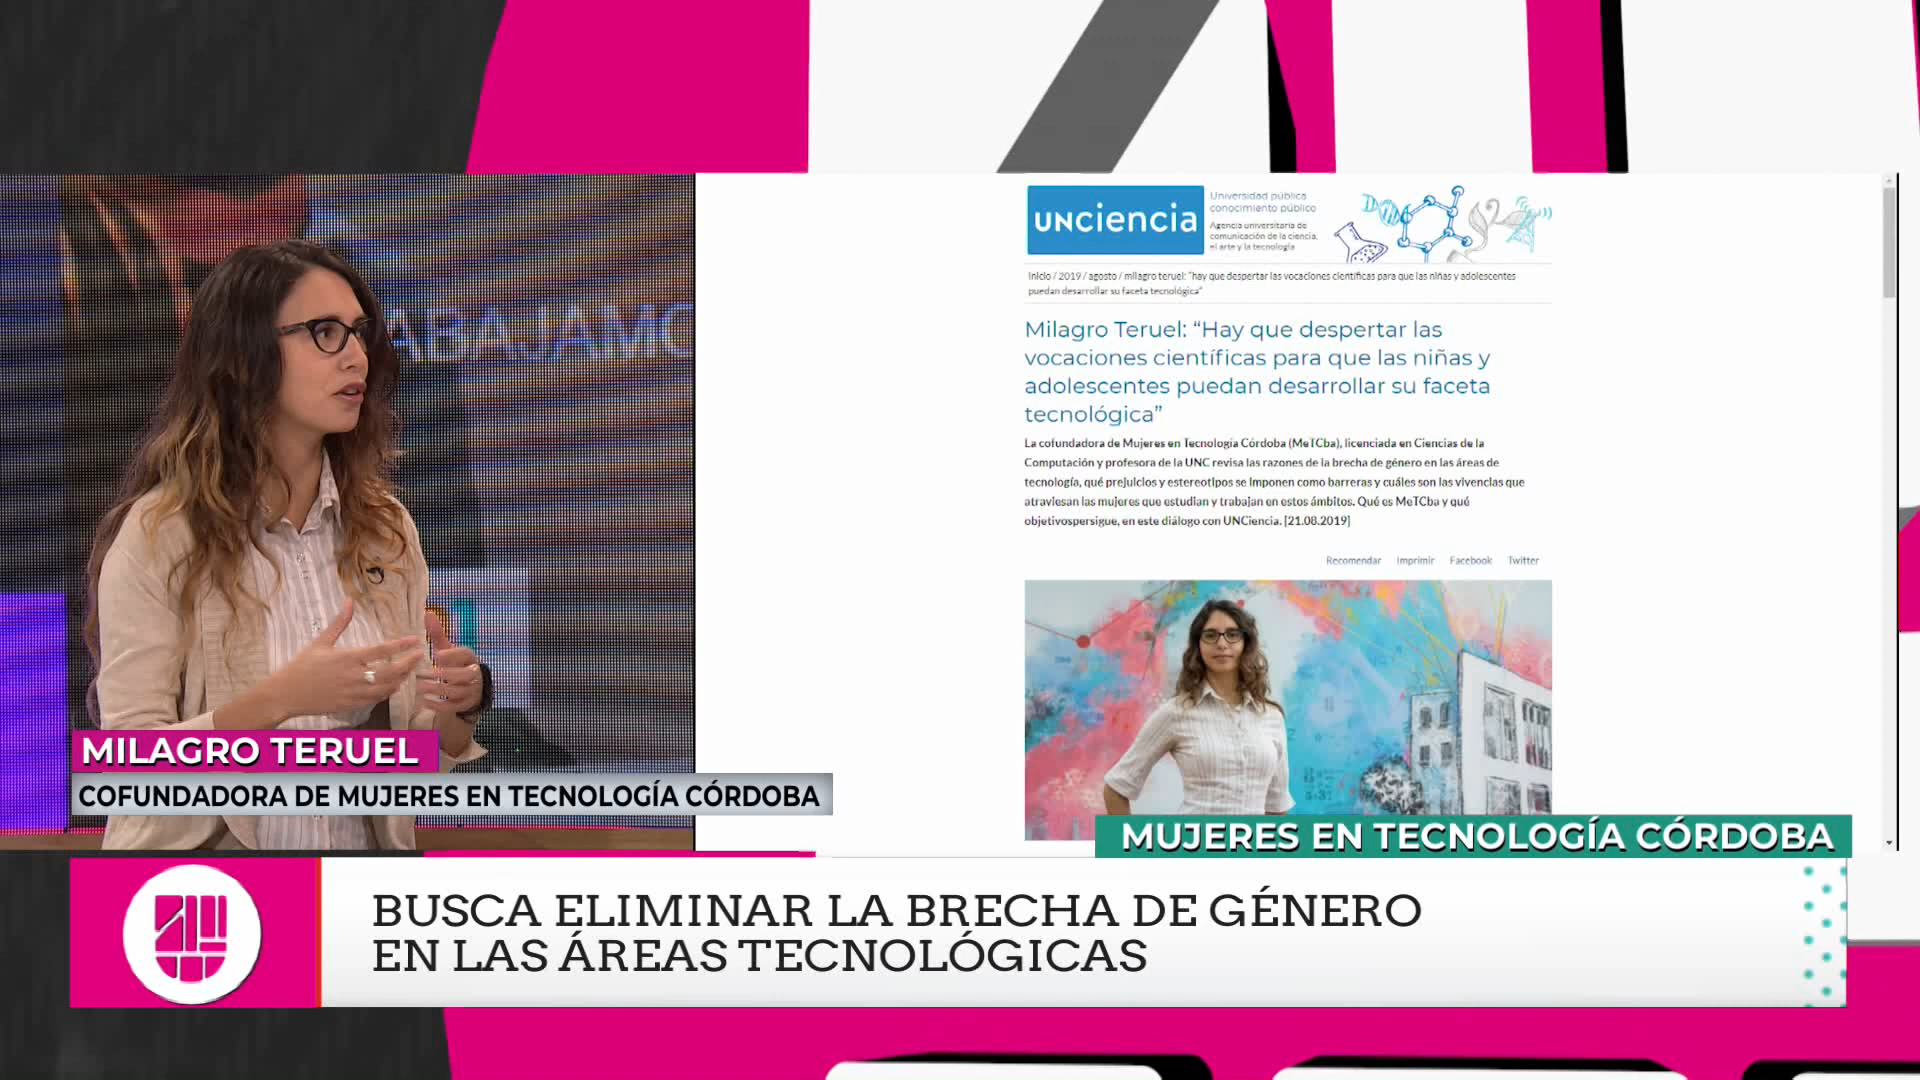 ABAJAMO
UNciencia
Universidad pública
conocimiento público
Agencia universitaria de
comunicación de la ciencia,
el arte y la tecnología
Inicio / 2019 / agosto / milagro teruel: "hay que despertar las vocaciones científicas para que las niñas y adolescentes
puedan desarrollar su faceta tecnológica"
Milagro Teruel: “Hay que despertar las
vocaciones científicas para que las niñas y
adolescentes puedan desarrollar su faceta
tecnológica”
La cofundadora de Mujeres en Tecnología Córdoba (MeTCba), licenciada en Ciencias de la
Computación y profesora de la UNC revisa las razones de la brecha de género en las áreas de
tecnología, qué prejuicios y estereotipos se imponen como barreras y cuáles son las vivencias que
atraviesan las mujeres que estudian y trabajan en estos ámbitos. Qué es MeTCba y qué
objetivospersigue, en este diálogo con UNCiencia. [21.08.2019]
Recomendar Imprimir Facebook Twitter
MILAGRO TERUEL
COFUNDADORA DE MUJERES EN TECNOLOGÍA CÓRDOBA
MUJERES EN TECNOLOGÍA CÓRDOBA
BUSCA ELIMINAR LA BRECHA DE GÉNERO
EN LAS ÁREAS TECNOLÓGICAS